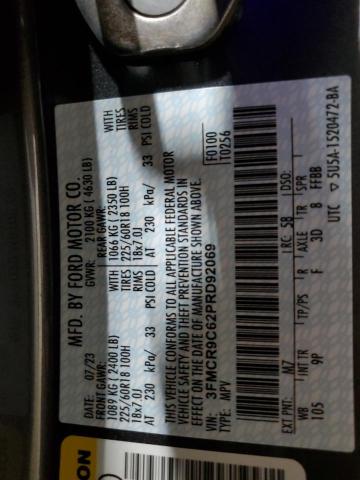 MFD. BY FORD MOTOR CO.
DATE: 07/23 GVWR: 2100 KG ( 4630 LB)
FRONT GAWR: REAR GAWR:
1089 KG ( 2400 LB) WITH 1066 KG ( 2350 LB) WITH
225/60R18 100H TIRES 225/60R18 100H TIRES
18x7.0J RIMS 18x7.0J RIMS
AT 230 kPa/ 33 PSI COLD AT 230 kPa/ 33 PSI COLD
THIS VEHICLE CONFORMS TO ALL APPLICABLE FEDERAL MOTOR
VEHICLE SAFETY AND THEFT PREVENTION STANDARDS IN
EFFECT ON THE DATE OF MANUFACTURE SHOWN ABOVE.
VIN: 3FMCR9C62PRD92069 F0100
TYPE: MPV T0256
EXT PNT: M7 RC: 58 DSO:
WB INT TR TP/PS R AXLE TR SPR
105 9P F 3D 8 FFBB
UTC 5U5A-1520472-BA
ON